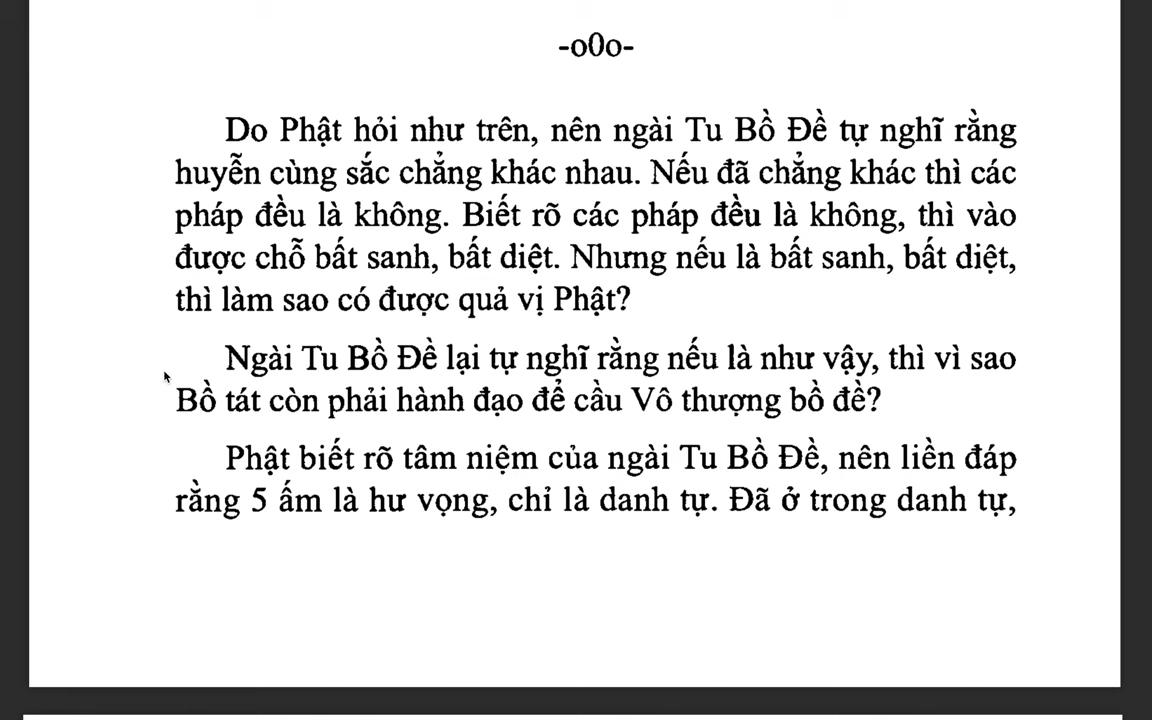 -o0o-
Do Phật hỏi như trên, nên ngài Tu Bồ Đề tự nghĩ rằng
huyễn cùng sắc chẳng khác nhau. Nếu đã chẳng khác thì các
pháp đều là không. Biết rõ các pháp đều là không, thì vào
được chỗ bất sanh, bất diệt. Nhưng nếu là bất sanh, bất diệt,
thì làm sao có được quả vị Phật?
Ngài Tu Bồ Đề lại tự nghĩ rằng nếu là như vậy, thì vì sao
Bồ tát còn phải hành đạo để cầu Vô thượng bồ đề?
Phật biết rõ tâm niệm của ngài Tu Bồ Đề, nên liền đáp
rằng 5 ấm là hư vọng, chỉ là danh tự. Đã ở trong danh tự,